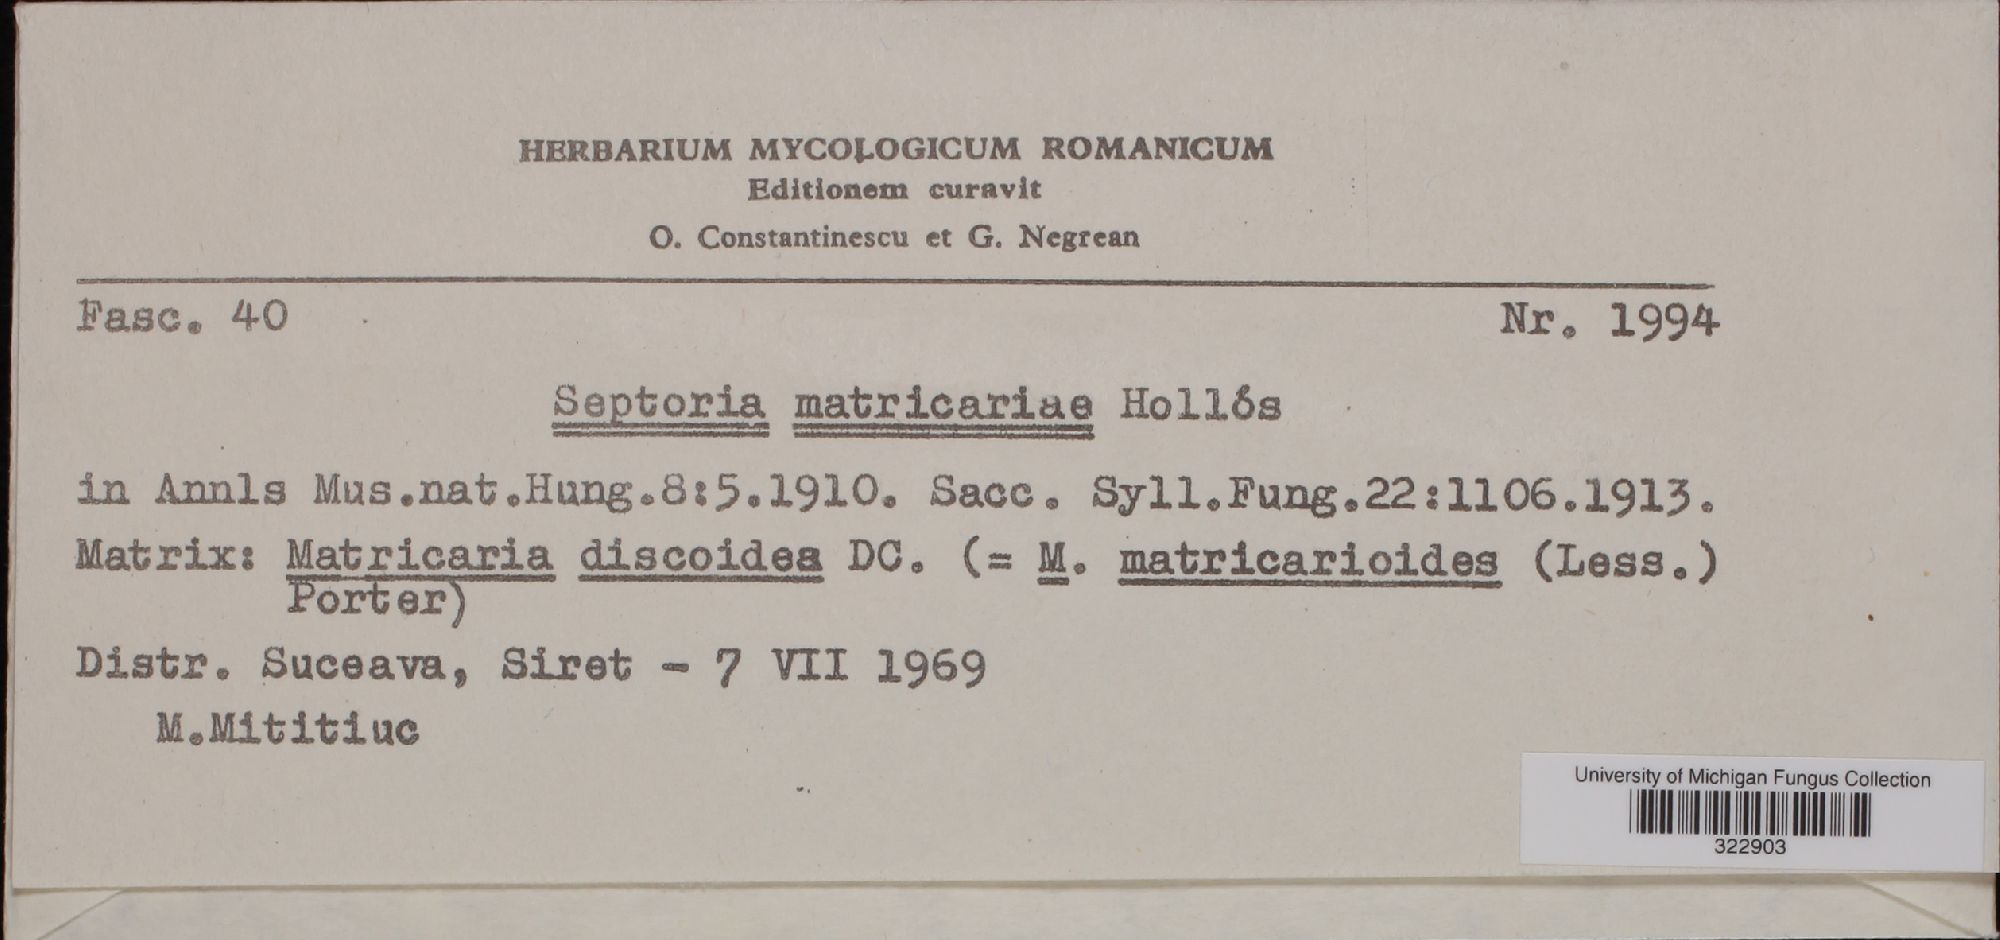 HERBARIUM MYCOLOGICUM ROMANICUM
Editionem curavit
O. Constantinescu et G. Negrean
Fasc. 40 Nr. 1994
Septoria matricariae Hollós
in Annls Mus.nat.Hung.8:5.1910. Sacc. Syll.Fung.22:1106.1913.
Matrix: Matricaria discoidea DC. (= M. matricarioides (Less.)
Porter)
Distr. Suceava, Siret - 7 VII 1969
M.Mititiuc
University of Michigan Fungus Collection
322903